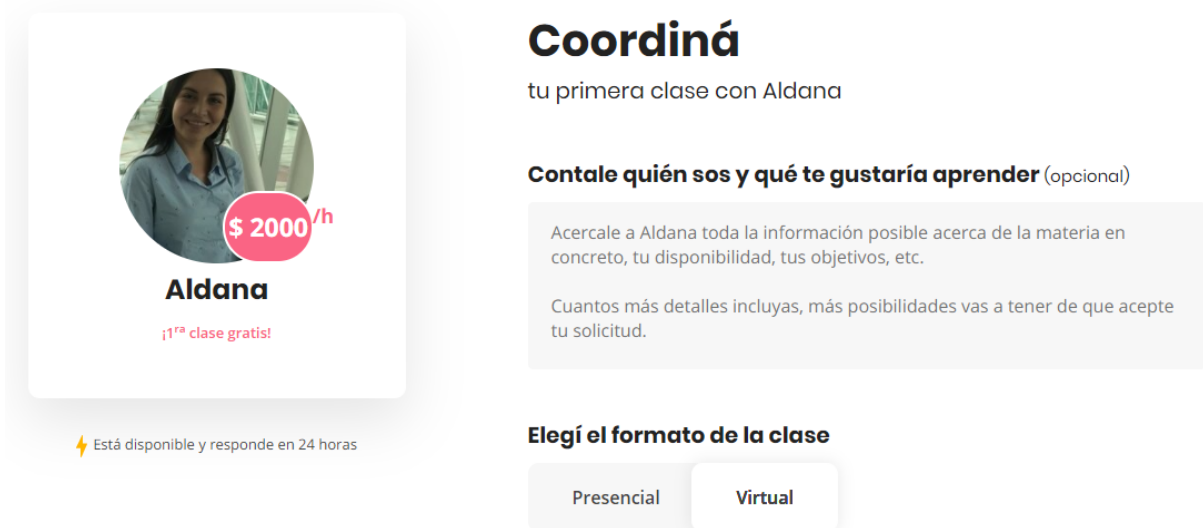 $ 2000/h
Aldana
¡1ra clase gratis!
Está disponible y responde en 24 horas
Coordiná
tu primera clase con Aldana
Contale quién sos y qué te gustaría aprender (opcional)
Acercale a Aldana toda la información posible acerca de la materia en
concreto, tu disponibilidad, tus objetivos, etc.
Cuantos más detalles incluyas, más posibilidades vas a tener de que acepte
tu solicitud.
Elegí el formato de la clase
Presencial Virtual